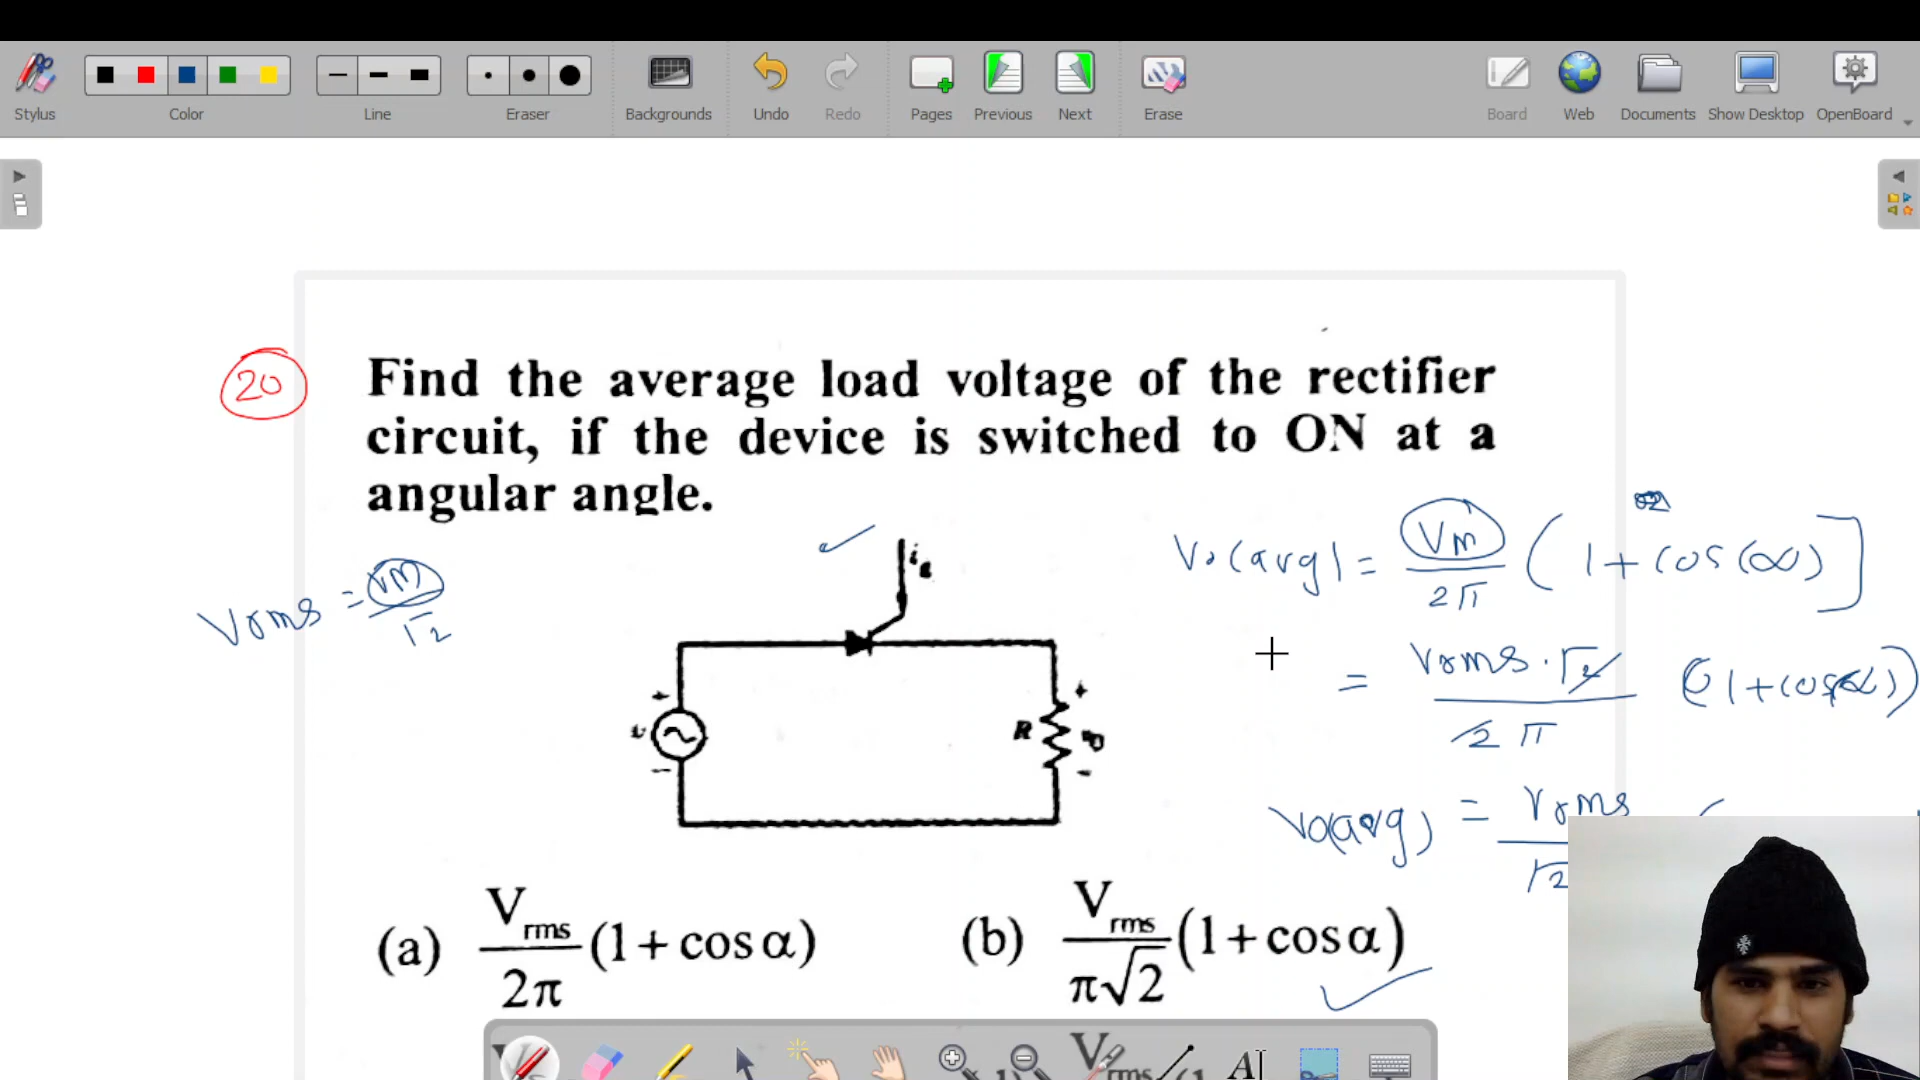 Stylus
Color
Line
Eraser
Backgrounds
Undo
Redo
Pages
Previous
Next
Erase
Board
Web
Documents
Show Desktop
OpenBoard
20
Find the average load voltage of the rectifier
circuit, if the device is switched to ON at a
angular angle.
Vrms = Vm/√2
Vo(avg) = Vm/2π (1+cos(α)]
= Vrms·√2/2π (1+cos(α))
Vo(avg) = Vrms/√2
R
(a) Vrms/2π (1+cos α)
(b) Vrms/π√2 (1+cos α)
Vrms
A